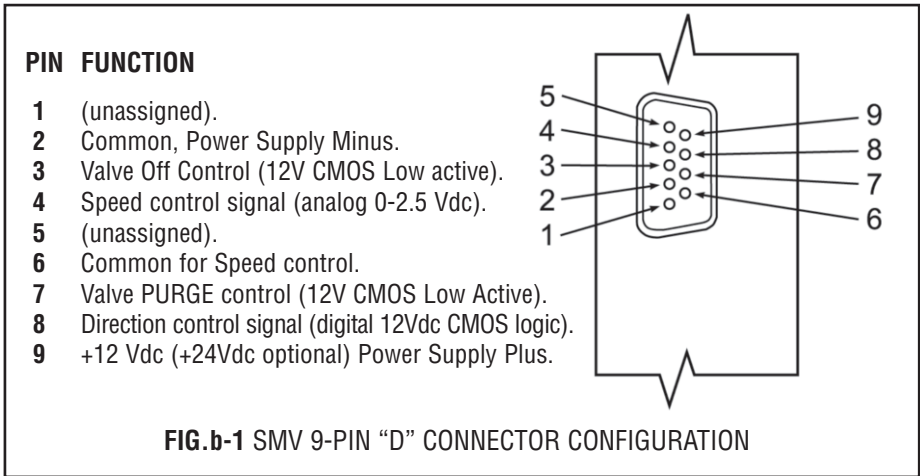 PIN FUNCTION
1 (unassigned).
2 Common, Power Supply Minus.
3 Valve Off Control (12V CMOS Low active).
4 Speed control signal (analog 0-2.5 Vdc).
5 (unassigned).
6 Common for Speed control.
7 Valve PURGE control (12V CMOS Low Active).
8 Direction control signal (digital 12Vdc CMOS logic).
9 +12 Vdc (+24Vdc optional) Power Supply Plus.
5
4
3
2
1
9
8
7
6
FIG.b-1 SMV 9-PIN “D” CONNECTOR CONFIGURATION